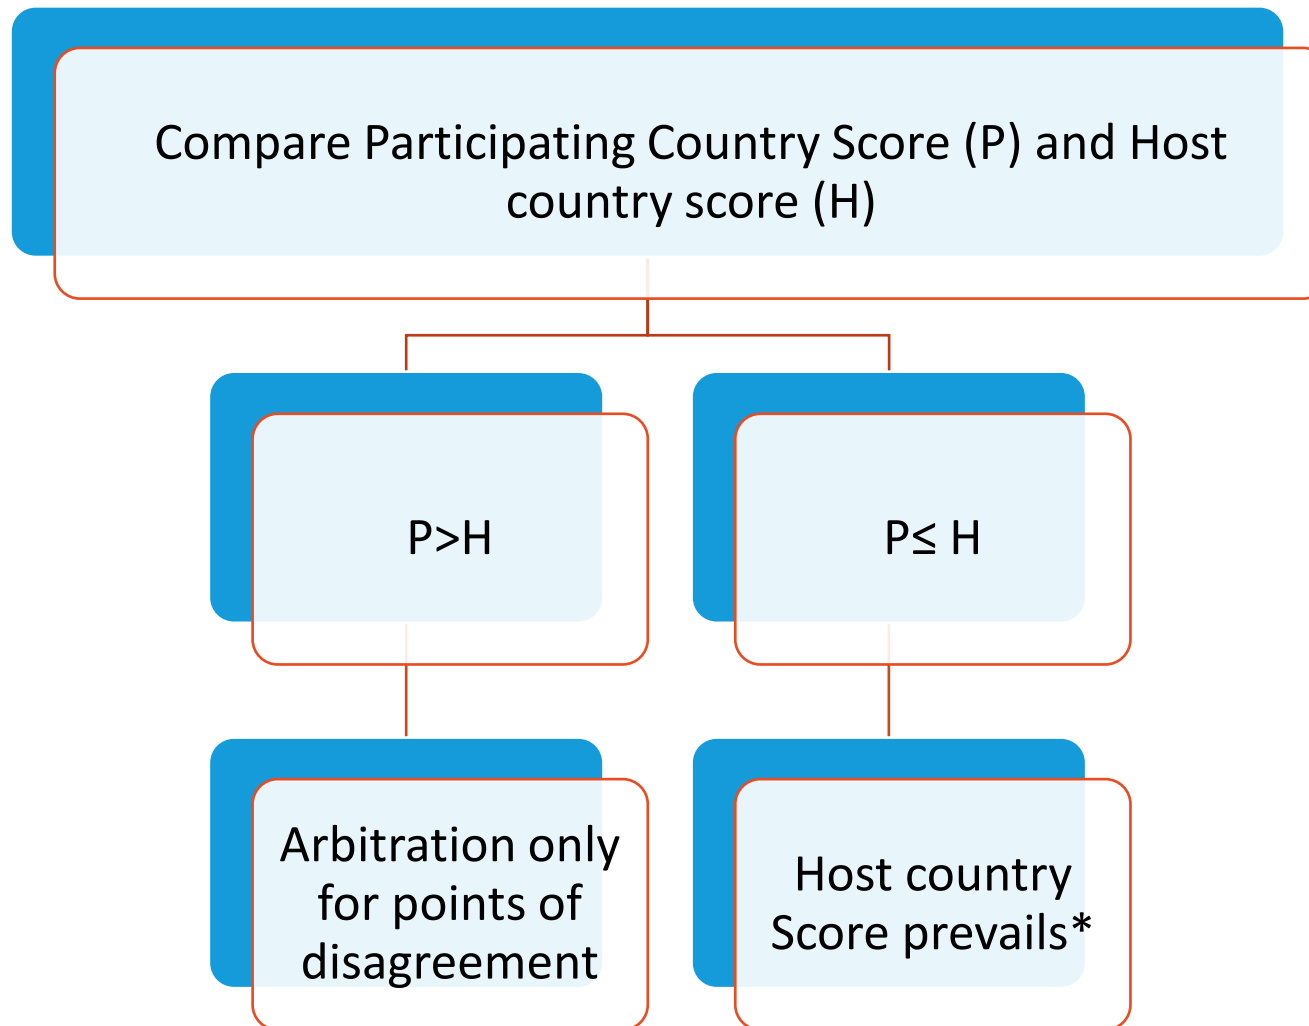 Compare Participating Country Score (P) and Host
country score (H)
P>H
P≤ H
Arbitration only
for points of
disagreement
Host country
Score prevails*